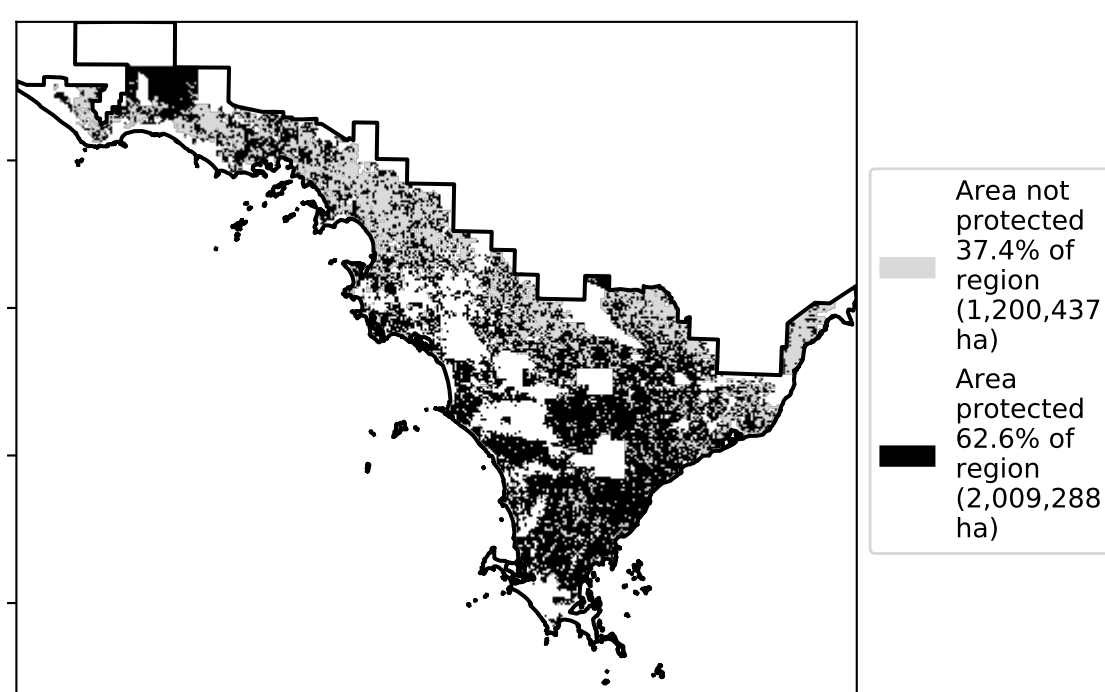 Area not
protected
37.4% of
region
(1,200,437
ha)
Area
protected
62.6% of
region
(2,009,288
ha)